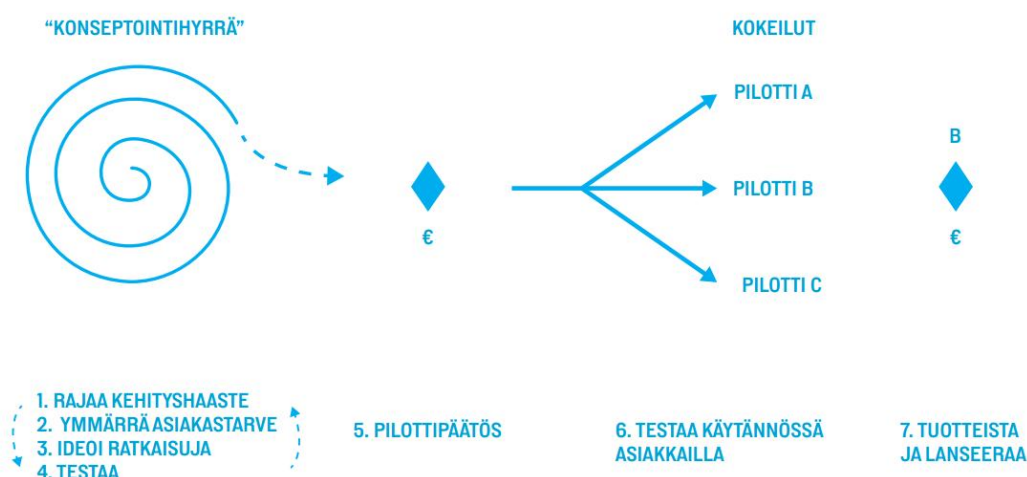 “KONSEPTOINTIHYRRÄ”
KOKEILUT
PILOTTI A
B
PILOTTI B
€
€
PILOTTI C
1. RAJAA KEHITYSHAASTE
2. YMMÄRRÄ ASIAKASTARVE
3. IDEOI RATKAISUJA
4. TESTAA
5. PILOTTIPÄÄTÖS
6. TESTAA KÄYTÄNNÖSSÄ
ASIAKKAILLA
7. TUOTTEISTA
JA LANSEERAA